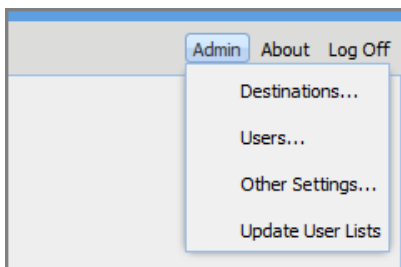 Admin About Log Off
Destinations...
Users...
Other Settings...
Update User Lists